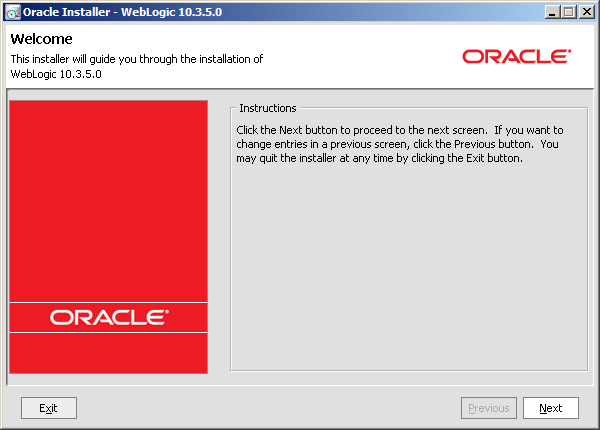 Oracle Installer - WebLogic 10.3.5.0
Welcome
This installer will guide you through the installation of
WebLogic 10.3.5.0
ORACLE®
Instructions
Click the Next button to proceed to the next screen. If you want to
change entries in a previous screen, click the Previous button. You
may quit the installer at any time by clicking the Exit button.
ORACLE®
Exit
Previous
Next